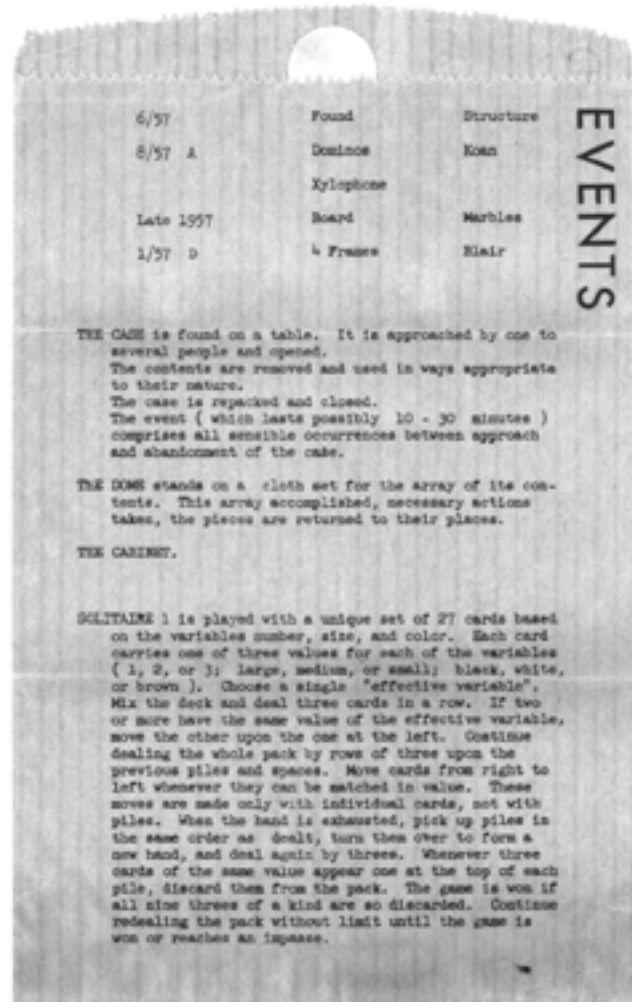 EVENTS
6/57 Found Structure
8/57 A Dominoe Koan
Xylophone
Late 1957 Board Marbles
1/57 D 4 Frames Blair
THE CASE is found on a table. It is approached by one to
several people and opened.
The contents are removed and used in ways appropriate
to their nature.
The case is repacked and closed.
The event ( which lasts possibly 10 - 30 minutes )
comprises all sensible occurrences between approach
and abandonment of the case.
THE DOME stands on a cloth set for the array of its con-
tents. This array accomplished, necessary actions
taken, the pieces are returned to their places.
THE CABINET.
SOLITAIRE 1 is played with a unique set of 27 cards based
on the variables number, size, and color. Each card
carries one of three values for each of the variables
( 1, 2, or 3; large, medium, or small; black, white,
or brown ). Choose a single "effective variable".
Mix the deck and deal three cards in a row. If two
or more have the same value of the effective variable,
move the other upon the one at the left. Continue
dealing the whole pack by rows of three upon the
previous piles and spaces. Move cards from right to
left whenever they can be matched in value. These
moves are made only with individual cards, not with
piles. When the hand is exhausted, pick up piles in
the same order as dealt, turn them over to form a
new hand, and deal again by threes. Whenever three
cards of the same value appear one at the top of each
pile, discard them from the pack. The game is won if
all nine threes of a kind are so discarded. Continue
redealing the pack without limit until the game is
won or reaches an impasse.